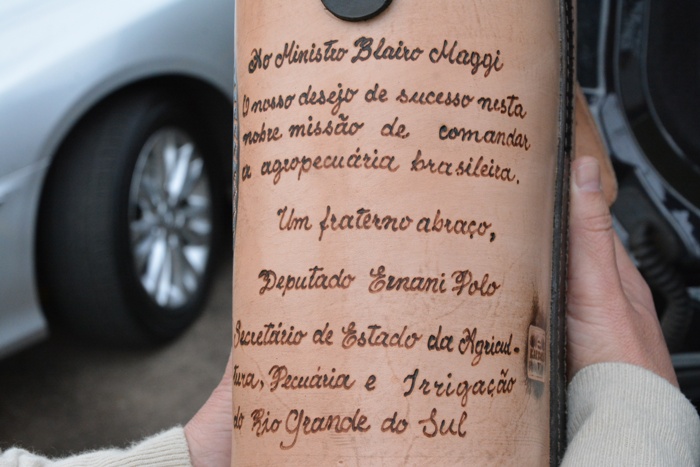 Ao Ministro Blairo Maggi
O nosso desejo de sucesso nesta
nobre missão de comandar
a agropecuária brasileira.
Um fraterno abraço,
Deputado Ernani Polo
Secretário de Estado da Agricul-
tura, Pecuária e Irrigação
do Rio Grande do Sul